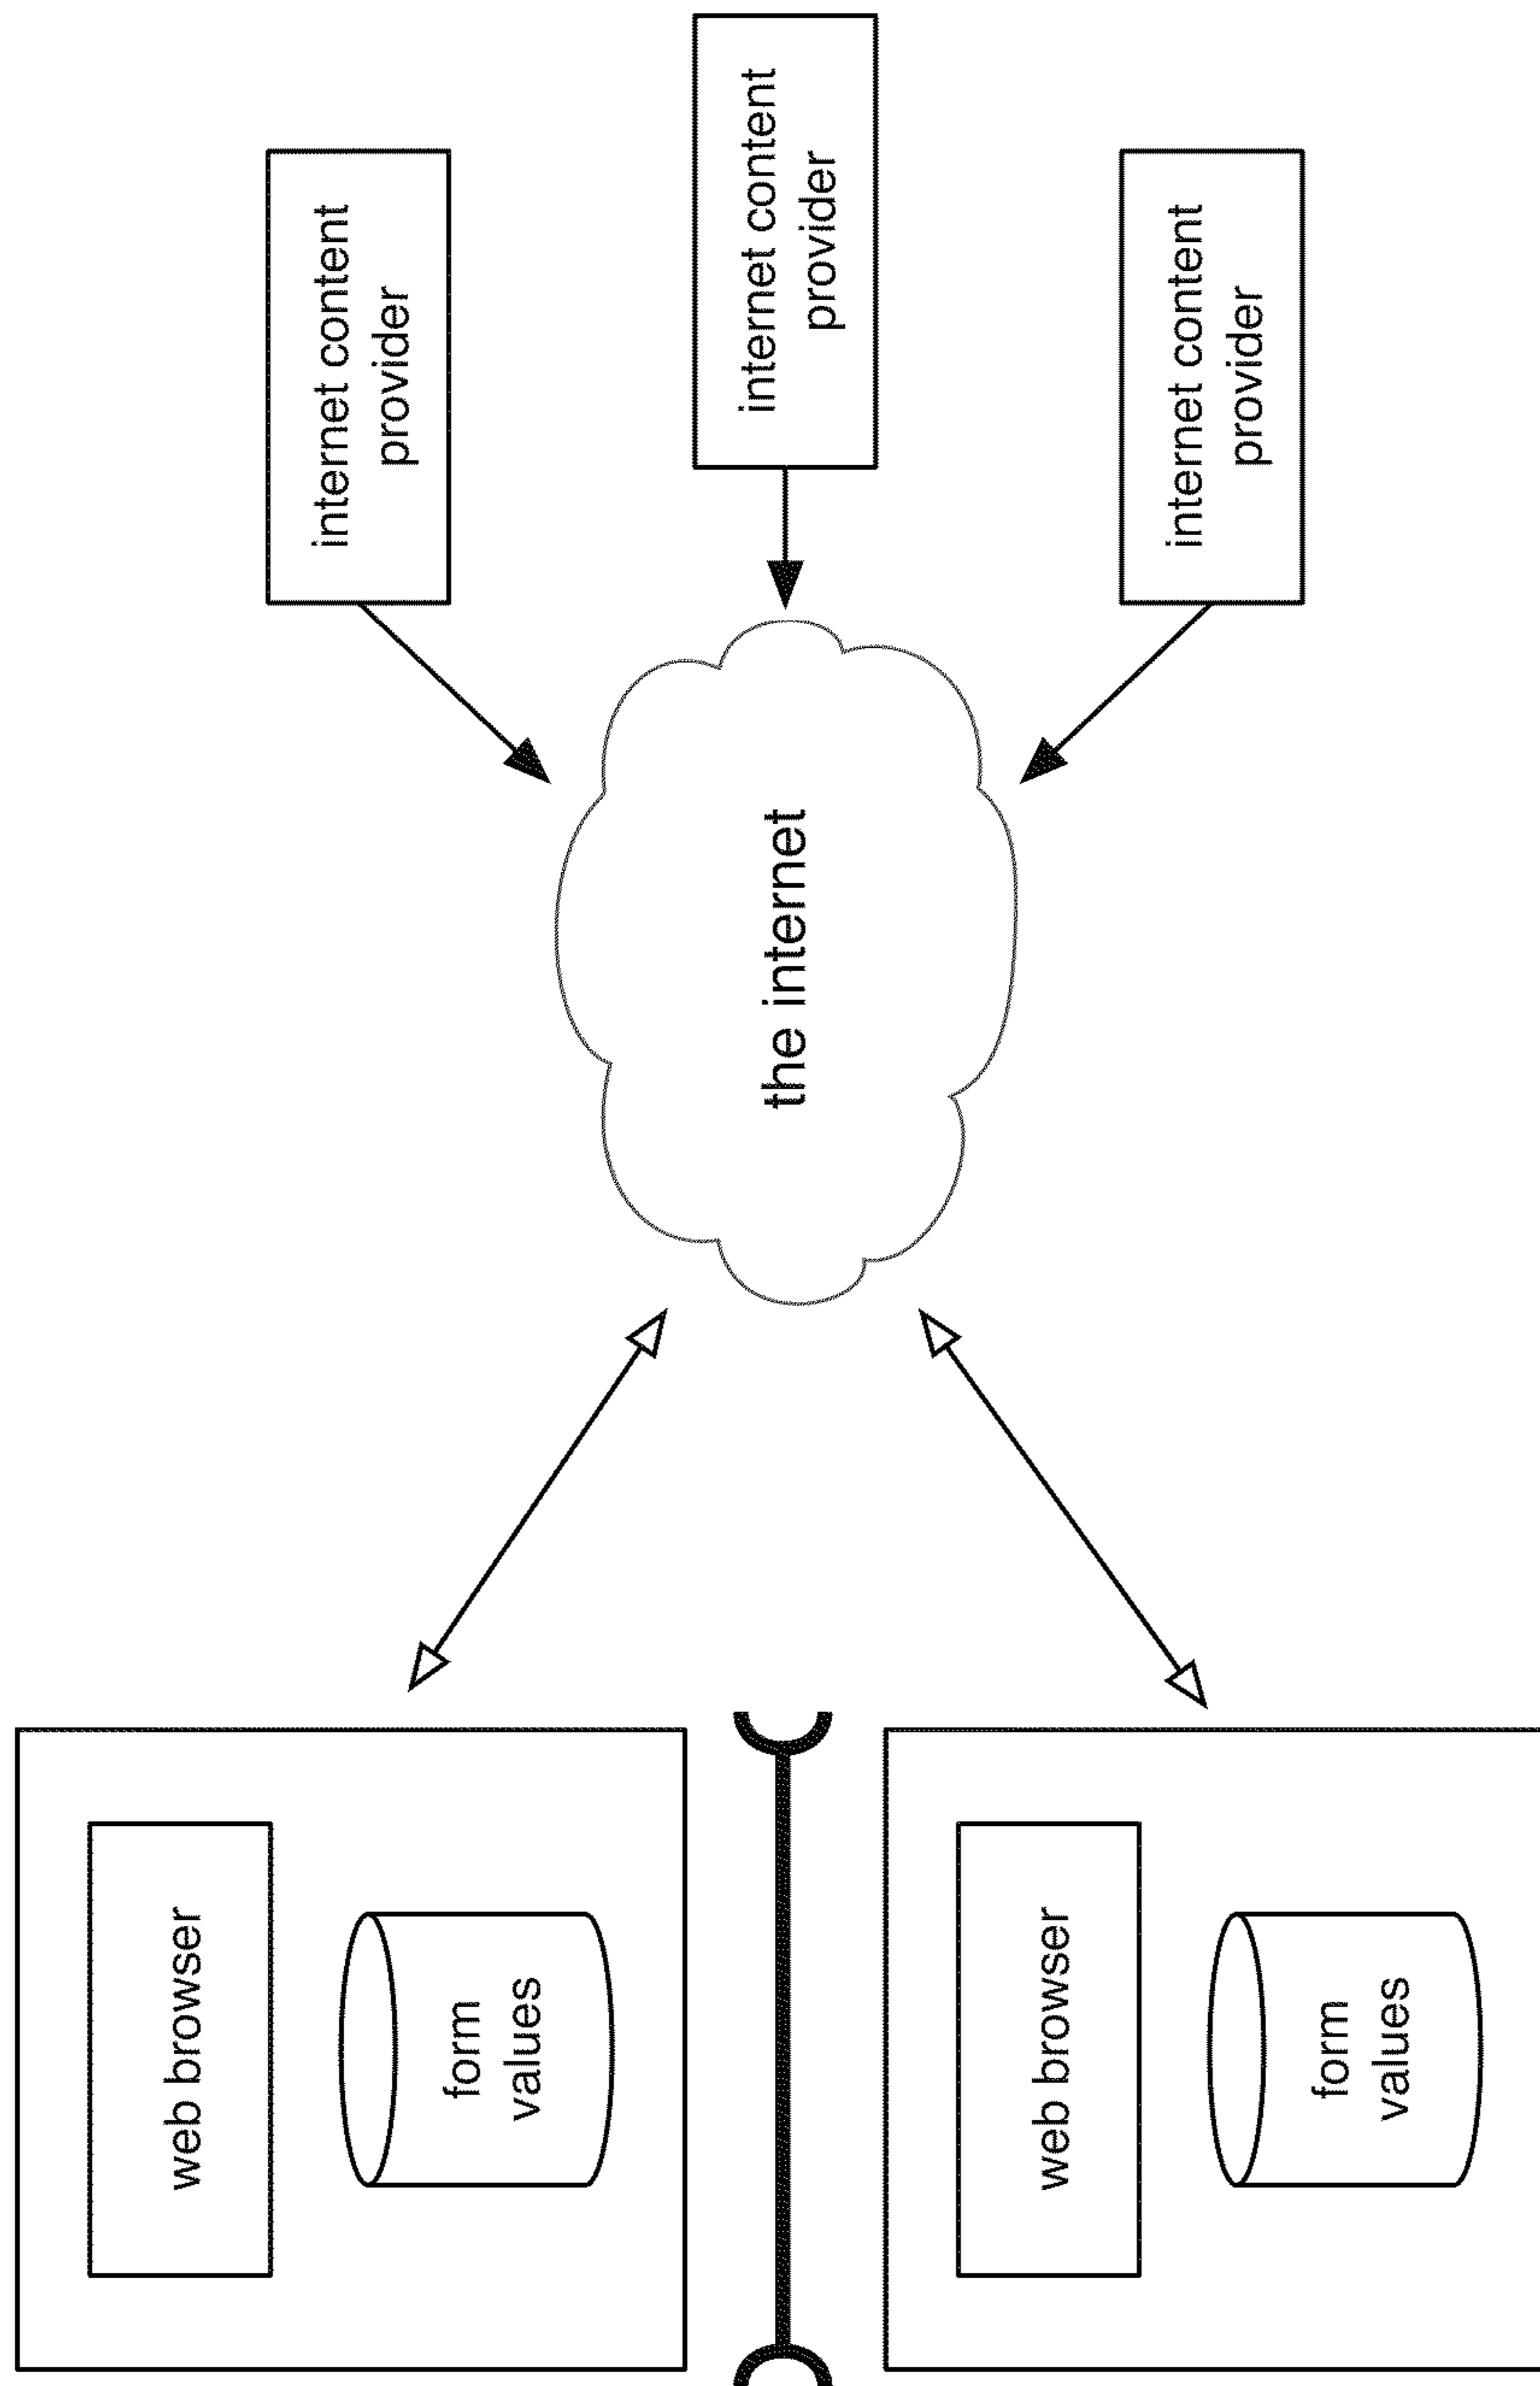 web browser
form
values
web browser
form
values
the internet
internet content
provider
internet content
provider
internet content
provider